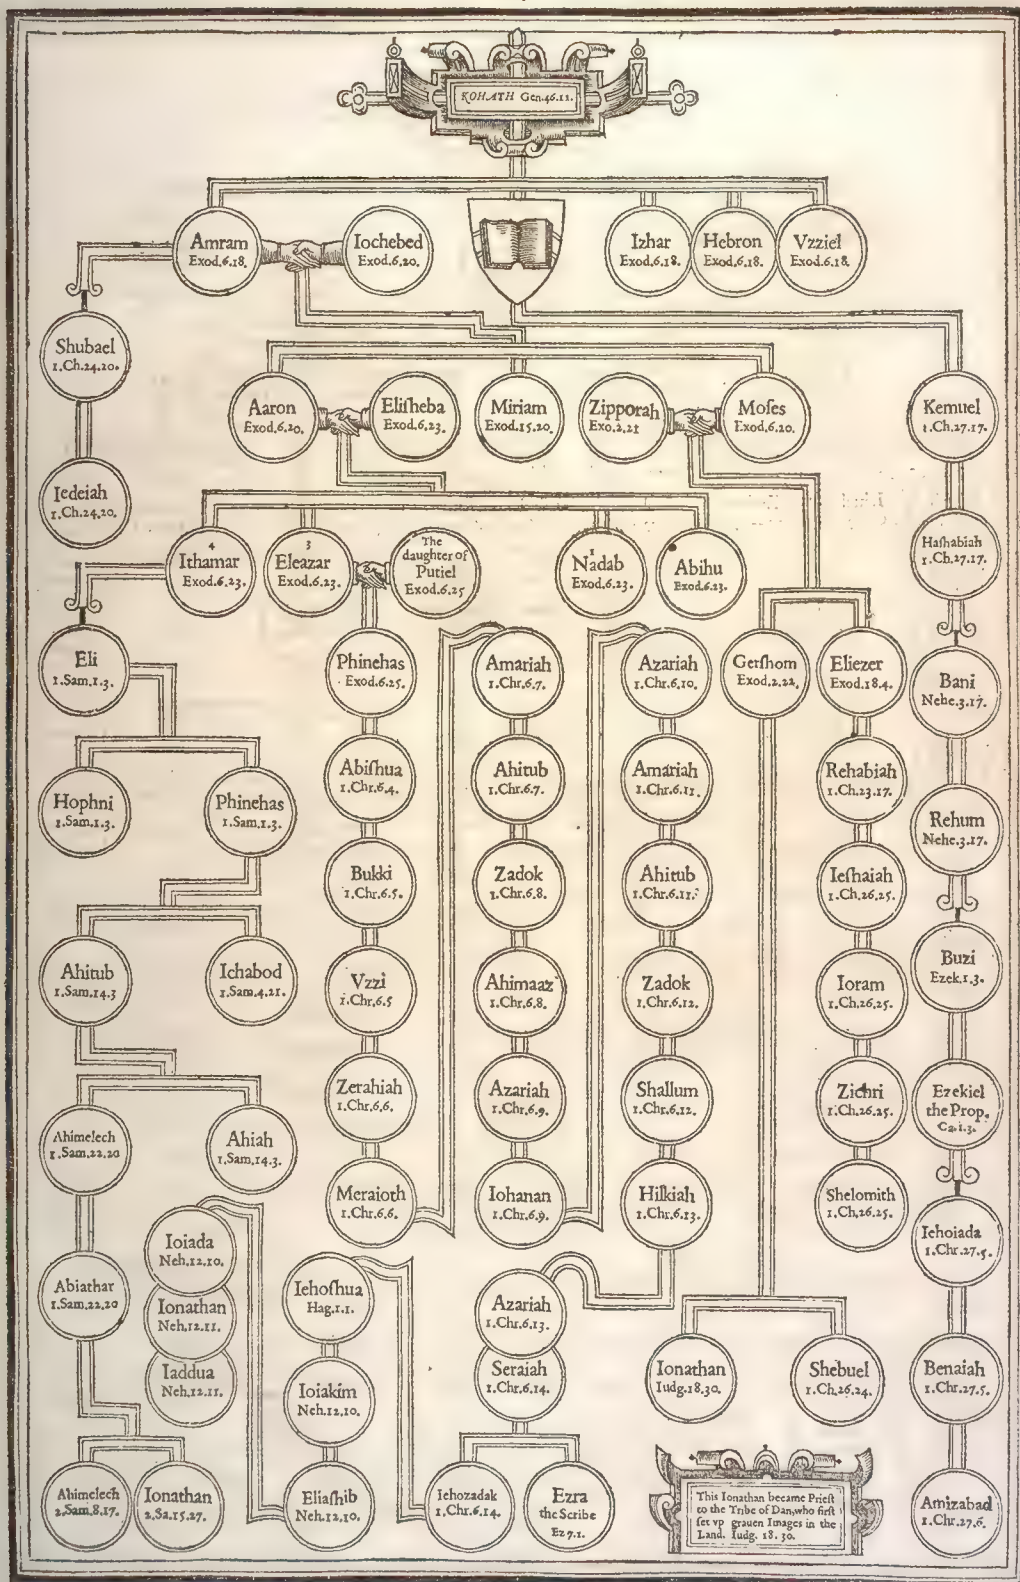 KOHATH Gen.46.11.
Amram
Exod.6.18.
Iochebed
Exod.6.20.
Izhar
Exod.6.18.
Hebron
Exod.6.18.
Vzziel
Exod.6.18.
Shubael
1.Ch.24.20.
Aaron
Exod.6.20.
Eliſheba
Exod.6.23.
Miriam
Exod.15.20.
Zipporah
Exo.2.21
Moſes
Exod.6.20.
Kemuel
1.Ch.27.17.
Iedeiah
1.Ch.24.20.
4
Ithamar
Exod.6.23.
3
Eleazar
Exod.6.23.
The
daughter of
Putiel
Exod.6.25
1
Nadab
Exod.6.23.
Abihu
Exod.6.23.
Haſhabiah
1.Ch.27.17.
Eli
1.Sam.1.3.
Phinehas
Exod.6.25.
Amariah
1.Chr.6.7.
Azariah
1.Chr.6.10.
Gerſhom
Exod.2.22.
Eliezer
Exod.18.4.
Bani
Nehe.3.17.
Hophni
1.Sam.1.3.
Phinehas
1.Sam.1.3.
Abiſhua
1.Chr.6.4.
Ahitub
1.Chr.6.7.
Amariah
1.Chr.6.11.
Rehabiah
1.Ch.23.17.
Rehum
Nehe.3.17.
Bukki
1.Chr.6.5.
Zadok
1.Chr.6.8.
Ahitub
1.Chr.6.11.
Ieſhaiah
1.Ch.26.25.
Ahitub
1.Sam.14.3
Ichabod
1.Sam.4.21.
Vzzi
1.Chr.6.5
Ahimaaz
1.Chr.6.8.
Zadok
1.Chr.6.12.
Ioram
1.Ch.26.25.
Buzi
Ezek.1.3.
Zerahiah
1.Chr.6.6.
Azariah
1.Chr.6.9.
Shallum
1.Chr.6.12.
Zichri
1.Ch.26.25.
Ezekiel
the Prop.
Ca.1.3.
Ahimelech
1.Sam.22.20
Ahiah
1.Sam.14.3.
Meraioth
1.Chr.6.6.
Iohanan
1.Chr.6.9.
Hilkiah
1.Chr.6.13.
Shelomith
1.Ch.26.25.
Iehoiada
1.Chr.27.5.
Abiathar
1.Sam.22.20
Ioiada
Neh.12.10.
Ionathan
Neh.12.11.
Iaddua
Neh.12.11.
Iehoſhua
Hag.1.1.
Ioiakim
Neh.12.10.
Azariah
1.Chr.6.13.
Seraiah
1.Chr.6.14.
Ionathan
Iudg.18.30.
Shebuel
1.Ch.26.24.
Benaiah
1.Chr.27.5.
Ahimelech
2.Sam.8.17.
Ionathan
2.Sa.15.27.
Eliaſhib
Neh.12.10.
Iehozadak
1.Chr.6.14.
Ezra
the Scribe
Ez 7.1.
This Ionathan became Prieſt
to the Tribe of Dan,who firſt
ſet vp grauen Images in the
Land. Iudg. 18. 30.
Amizabad
1.Chr.27.6.